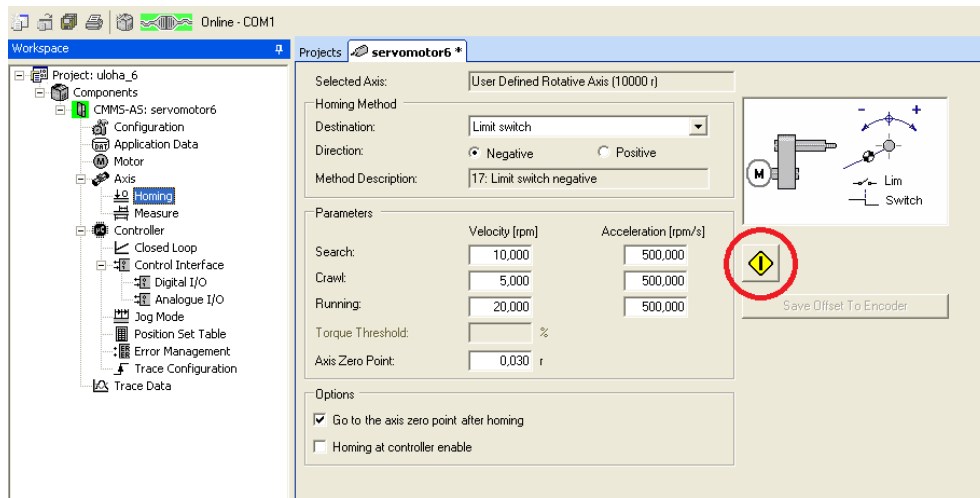 Online - COM1
Workspace
Projects servomotor6 *
Project: uloha_6
Components
CMMS-AS: servomotor6
Configuration
Application Data
Motor
Axis
Homing
Measure
Controller
Closed Loop
Control Interface
Digital I/O
Analogue I/O
Jog Mode
Position Set Table
Error Management
Trace Configuration
Trace Data
Selected Axis: User Defined Rotative Axis (10000 r)
Homing Method
Destination: Limit switch
Direction: Negative Positive
Method Description: 17: Limit switch negative
Parameters
Velocity [rpm] Acceleration [rpm/s]
Search: 10,000 500,000
Crawl: 5,000 500,000
Running: 20,000 500,000
Torque Threshold: %
Axis Zero Point: 0,030 r
Options
Go to the axis zero point after homing
Homing at controller enable
- +
M
Lim
Switch
Save Offset To Encoder